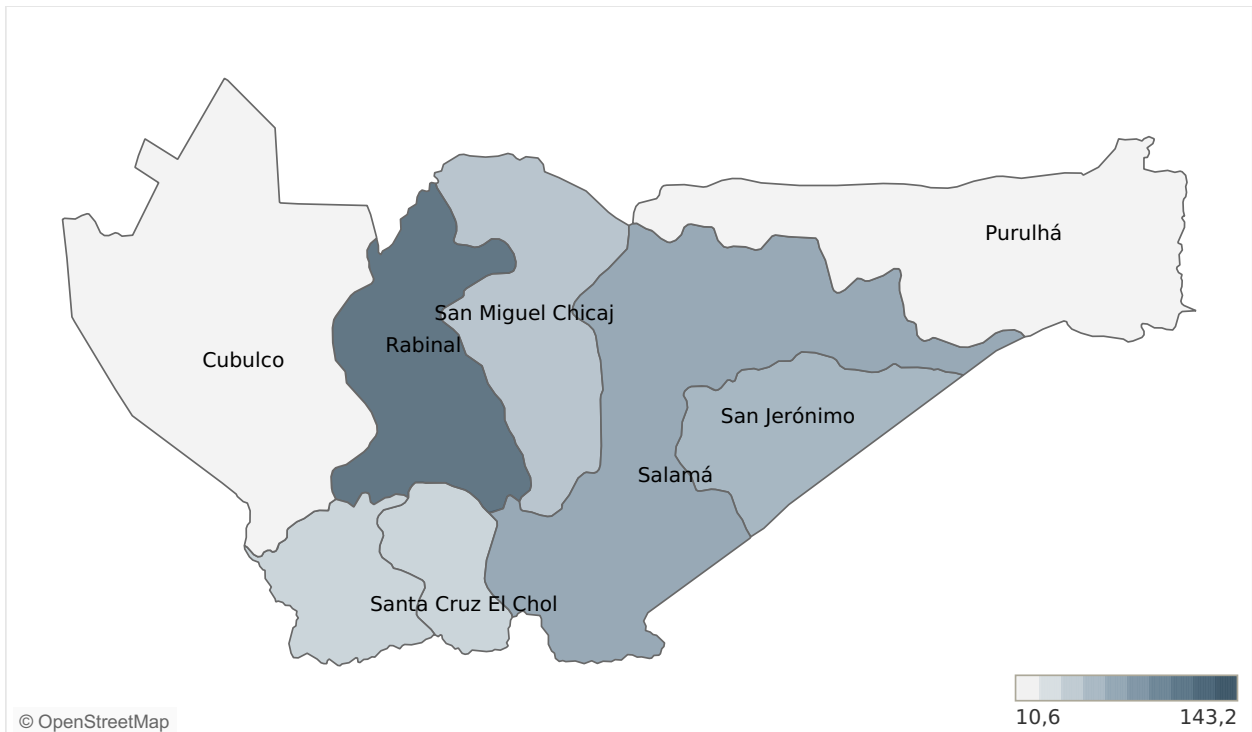 Purulhá
San Miguel Chicaj
Rabinal
Cubulco
San Jerónimo
Salamá
Santa Cruz El Chol
10,6
143,2
© OpenStreetMap